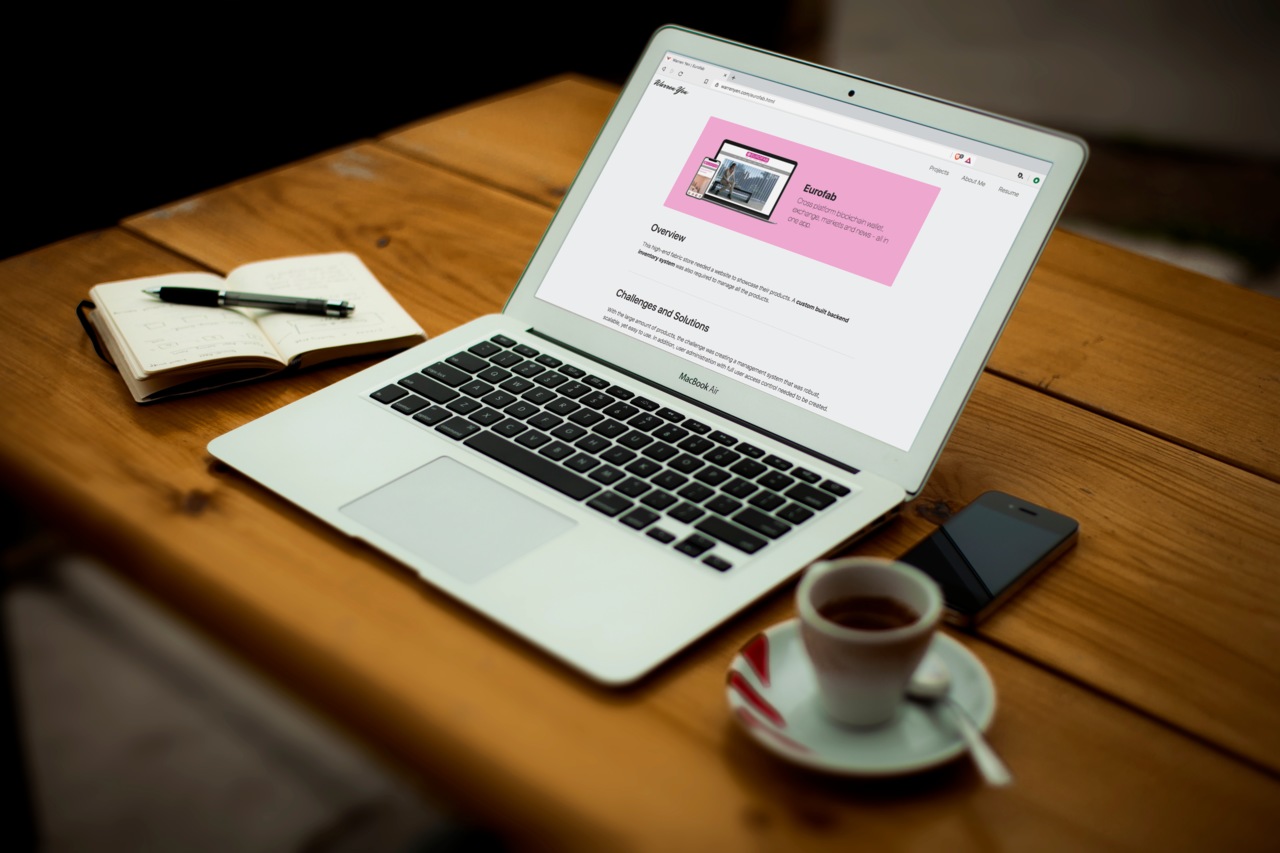 Warren Yen | Eurofab
warrenyen.com/eurofab.html
Warren Yen
Projects
About Me
Resume
Eurofab
Cross platform blockchain wallet,
exchange, markets and news - all in
one app
Overview
This high-end fabric store needed a website to showcase their products. A custom built backend
inventory system was also required to manage all the products.
Challenges and Solutions
With the large amount of products, the challenge was creating a management system that was robust,
scalable, yet easy to use. In addition, user administration with full user access control needed to be created.
MacBook Air